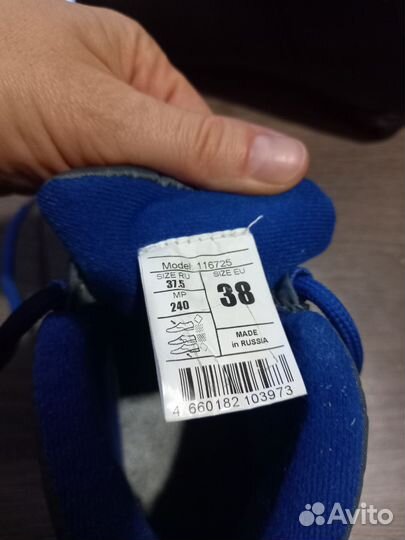 Model: 116725
SIZE RU
37.5
MP
240
SIZE EU
38
MADE
in RUSSIA
4 660182 103973
Avito